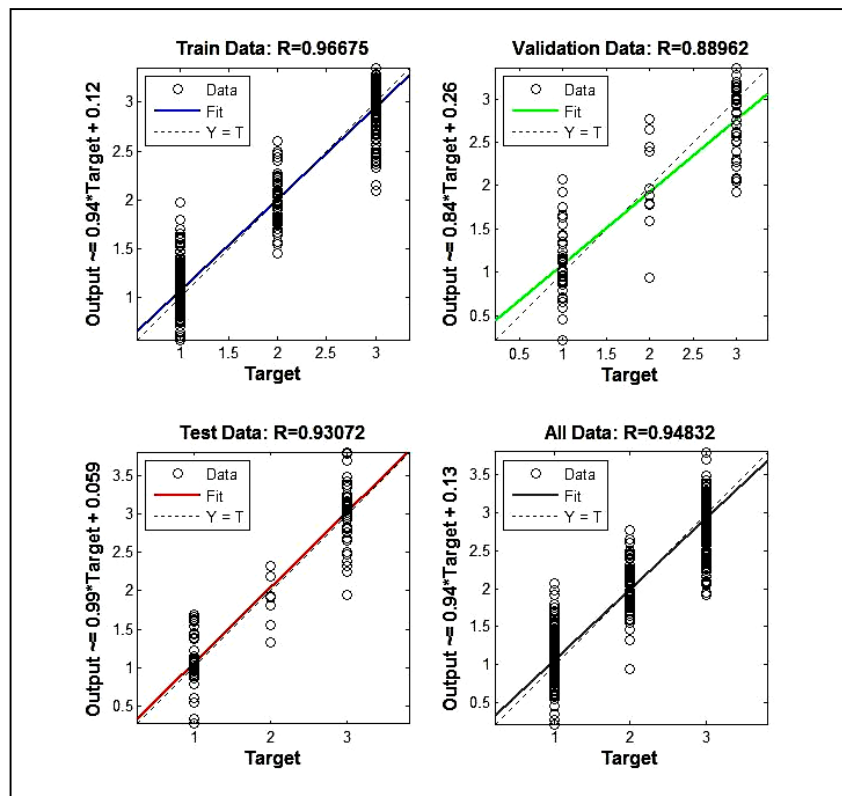 Train Data: R=0.96675
Output ~= 0.94*Target + 0.12
Data
Fit
Y = T
3
2.5
2
1.5
1
1
1.5
2
2.5
3
Target
Validation Data: R=0.88962
Output ~= 0.84*Target + 0.26
Data
Fit
Y = T
3
2.5
2
1.5
1
0.5
0.5
1
1.5
2
2.5
3
Target
Test Data: R=0.93072
Output ~= 0.99*Target + 0.059
Data
Fit
Y = T
3.5
3
2.5
2
1.5
1
0.5
1
2
3
Target
All Data: R=0.94832
Output ~= 0.94*Target + 0.13
Data
Fit
Y = T
3.5
3
2.5
2
1.5
1
0.5
1
2
3
Target